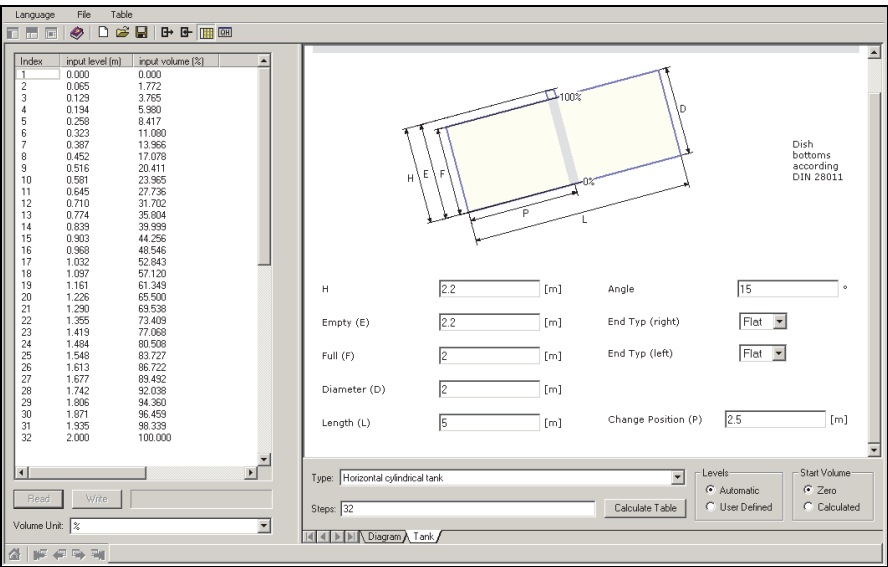 Language File Table
Index input level (m) input volume (%)
1 0.000 0.000
2 0.065 1.772
3 0.129 3.765
4 0.194 5.980
5 0.258 8.417
6 0.323 11.080
7 0.387 13.966
8 0.452 17.078
9 0.516 20.411
10 0.581 23.965
11 0.645 27.736
12 0.710 31.702
13 0.774 35.804
14 0.839 39.999
15 0.903 44.256
16 0.968 48.546
17 1.032 52.843
18 1.097 57.120
19 1.161 61.349
20 1.226 65.500
21 1.290 69.538
22 1.355 73.409
23 1.419 77.068
24 1.484 80.508
25 1.548 83.727
26 1.613 86.722
27 1.677 89.492
28 1.742 92.038
29 1.806 94.360
30 1.871 96.459
31 1.935 98.339
32 2.000 100.000
Read Write
Volume Unit: %
100%
D
H E F
0%
P
L
Dish
bottoms
according
DIN 28011
H 2.2 [m] Angle 15 °
Empty (E) 2.2 [m] End Typ (right) Flat
Full (F) 2 [m] End Typ (left) Flat
Diameter (D) 2 [m]
Length (L) 5 [m] Change Position (P) 2.5 [m]
Type: Horizontal cylindrical tank
Steps: 32 Calculate Table
Levels
Automatic
User Defined
Start Volume
Zero
Calculated
Diagram Tank